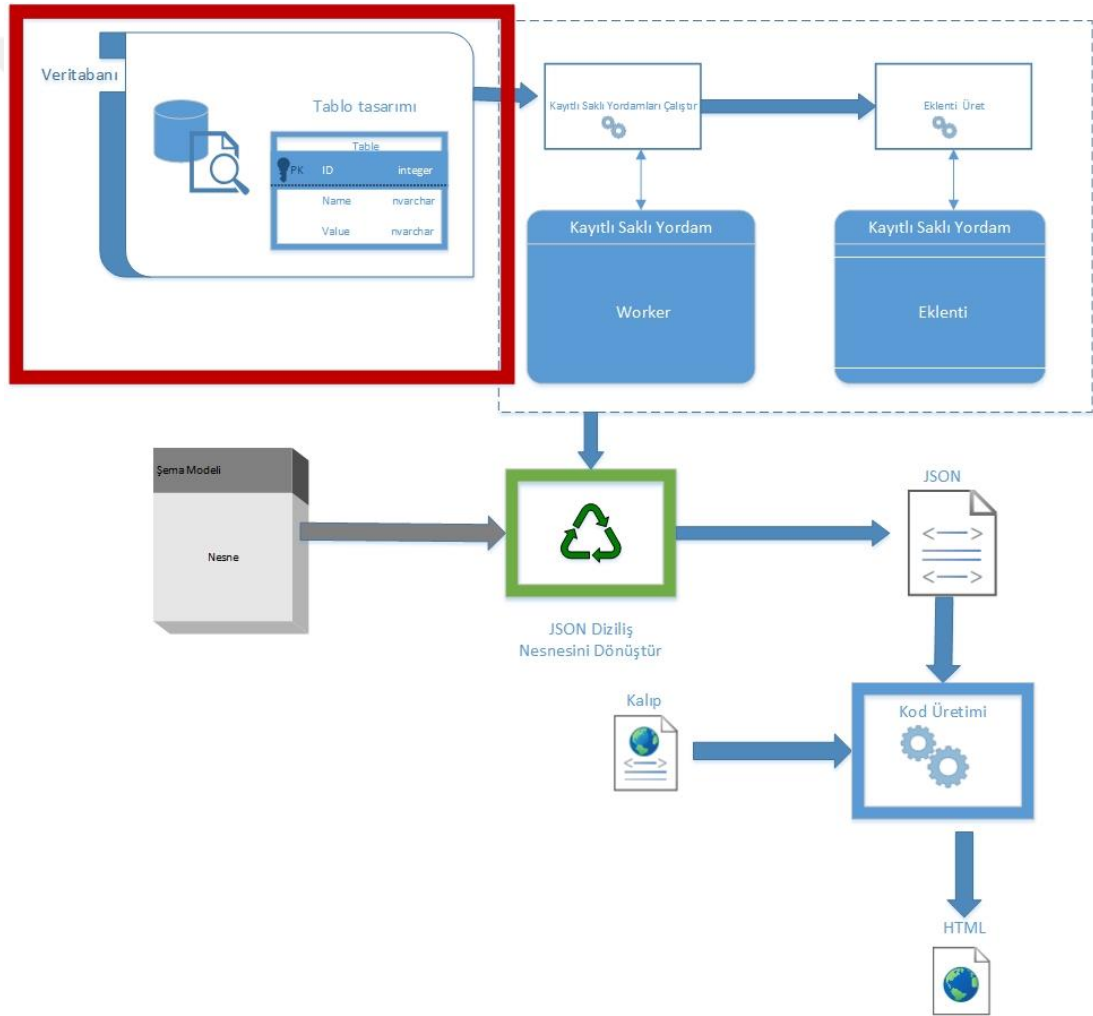 Veritabanı
Tablo tasarımı
Table
PK ID integer
Name nvarchar
Value nvarchar
Kayıtlı Saklı Yordamları Çalıştır
Eklenti Üret
Kayıtlı Saklı Yordam
Worker
Kayıtlı Saklı Yordam
Eklenti
Şema Modeli
Nesne
JSON Diziliş
Nesnesini Dönüştür
JSON
Kalıp
Kod Üretimi
HTML